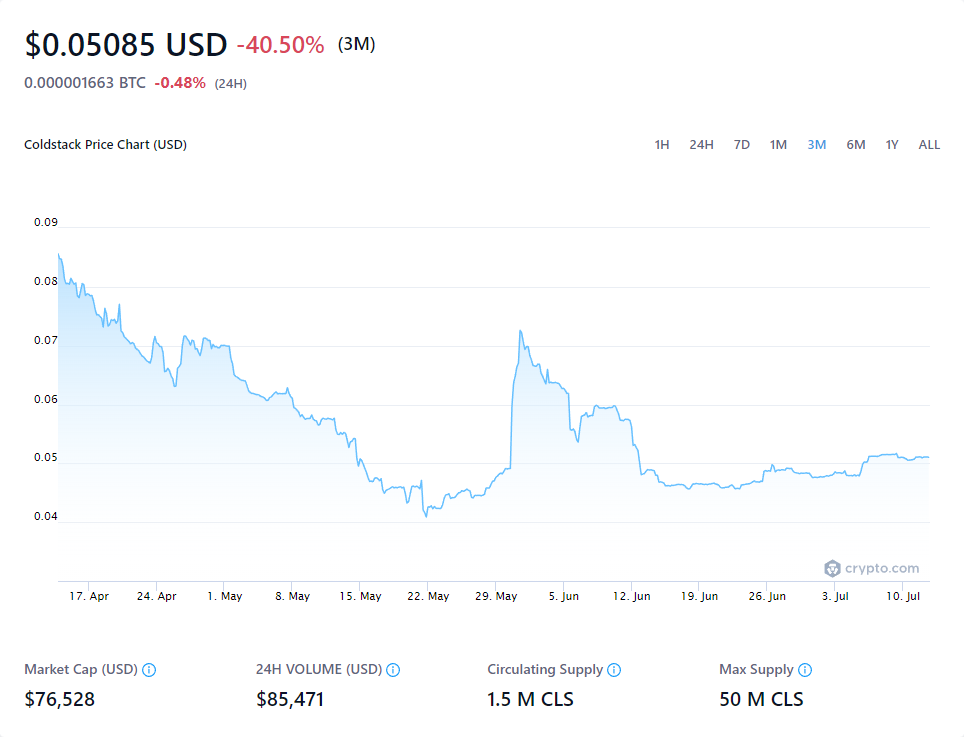 $0.05085 USD -40.50% (3M)
0.000001663 BTC -0.48% (24H)
Coldstack Price Chart (USD) 1H 24H 7D 1M 3M 6M 1Y ALL
0.09
0.08
0.07
0.06
0.05
0.04
crypto.com
17. Apr 24. Apr 1. May 8. May 15. May 22. May 29. May 5. Jun 12. Jun 19. Jun 26. Jun 3. Jul 10. Jul
Market Cap (USD) 24H VOLUME (USD) Circulating Supply Max Supply
$76,528 $85,471 1.5 M CLS 50 M CLS